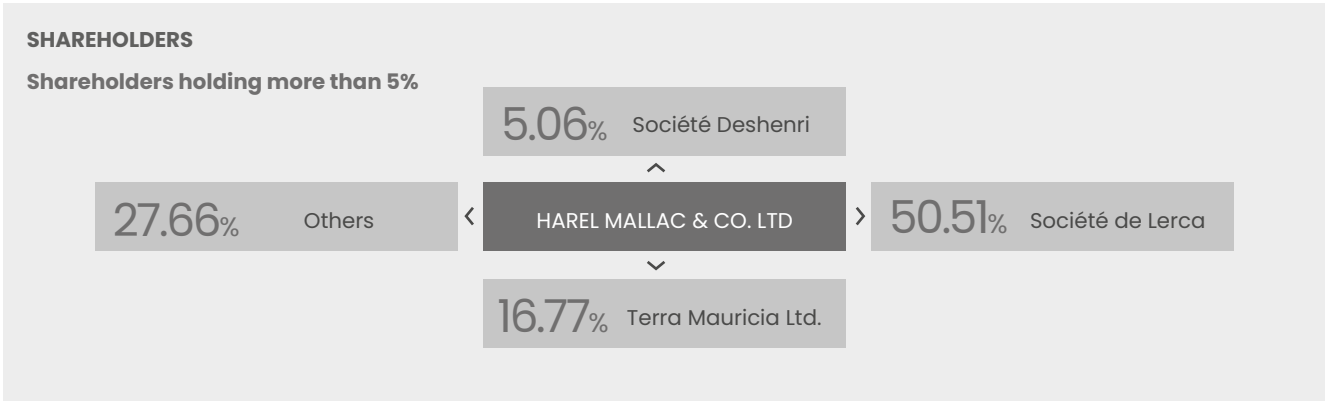 SHAREHOLDERS
Shareholders holding more than 5%
5.06% Société Deshenri
27.66% Others
HAREL MALLAC & CO. LTD
50.51% Société de Lerca
16.77% Terra Mauricia Ltd.